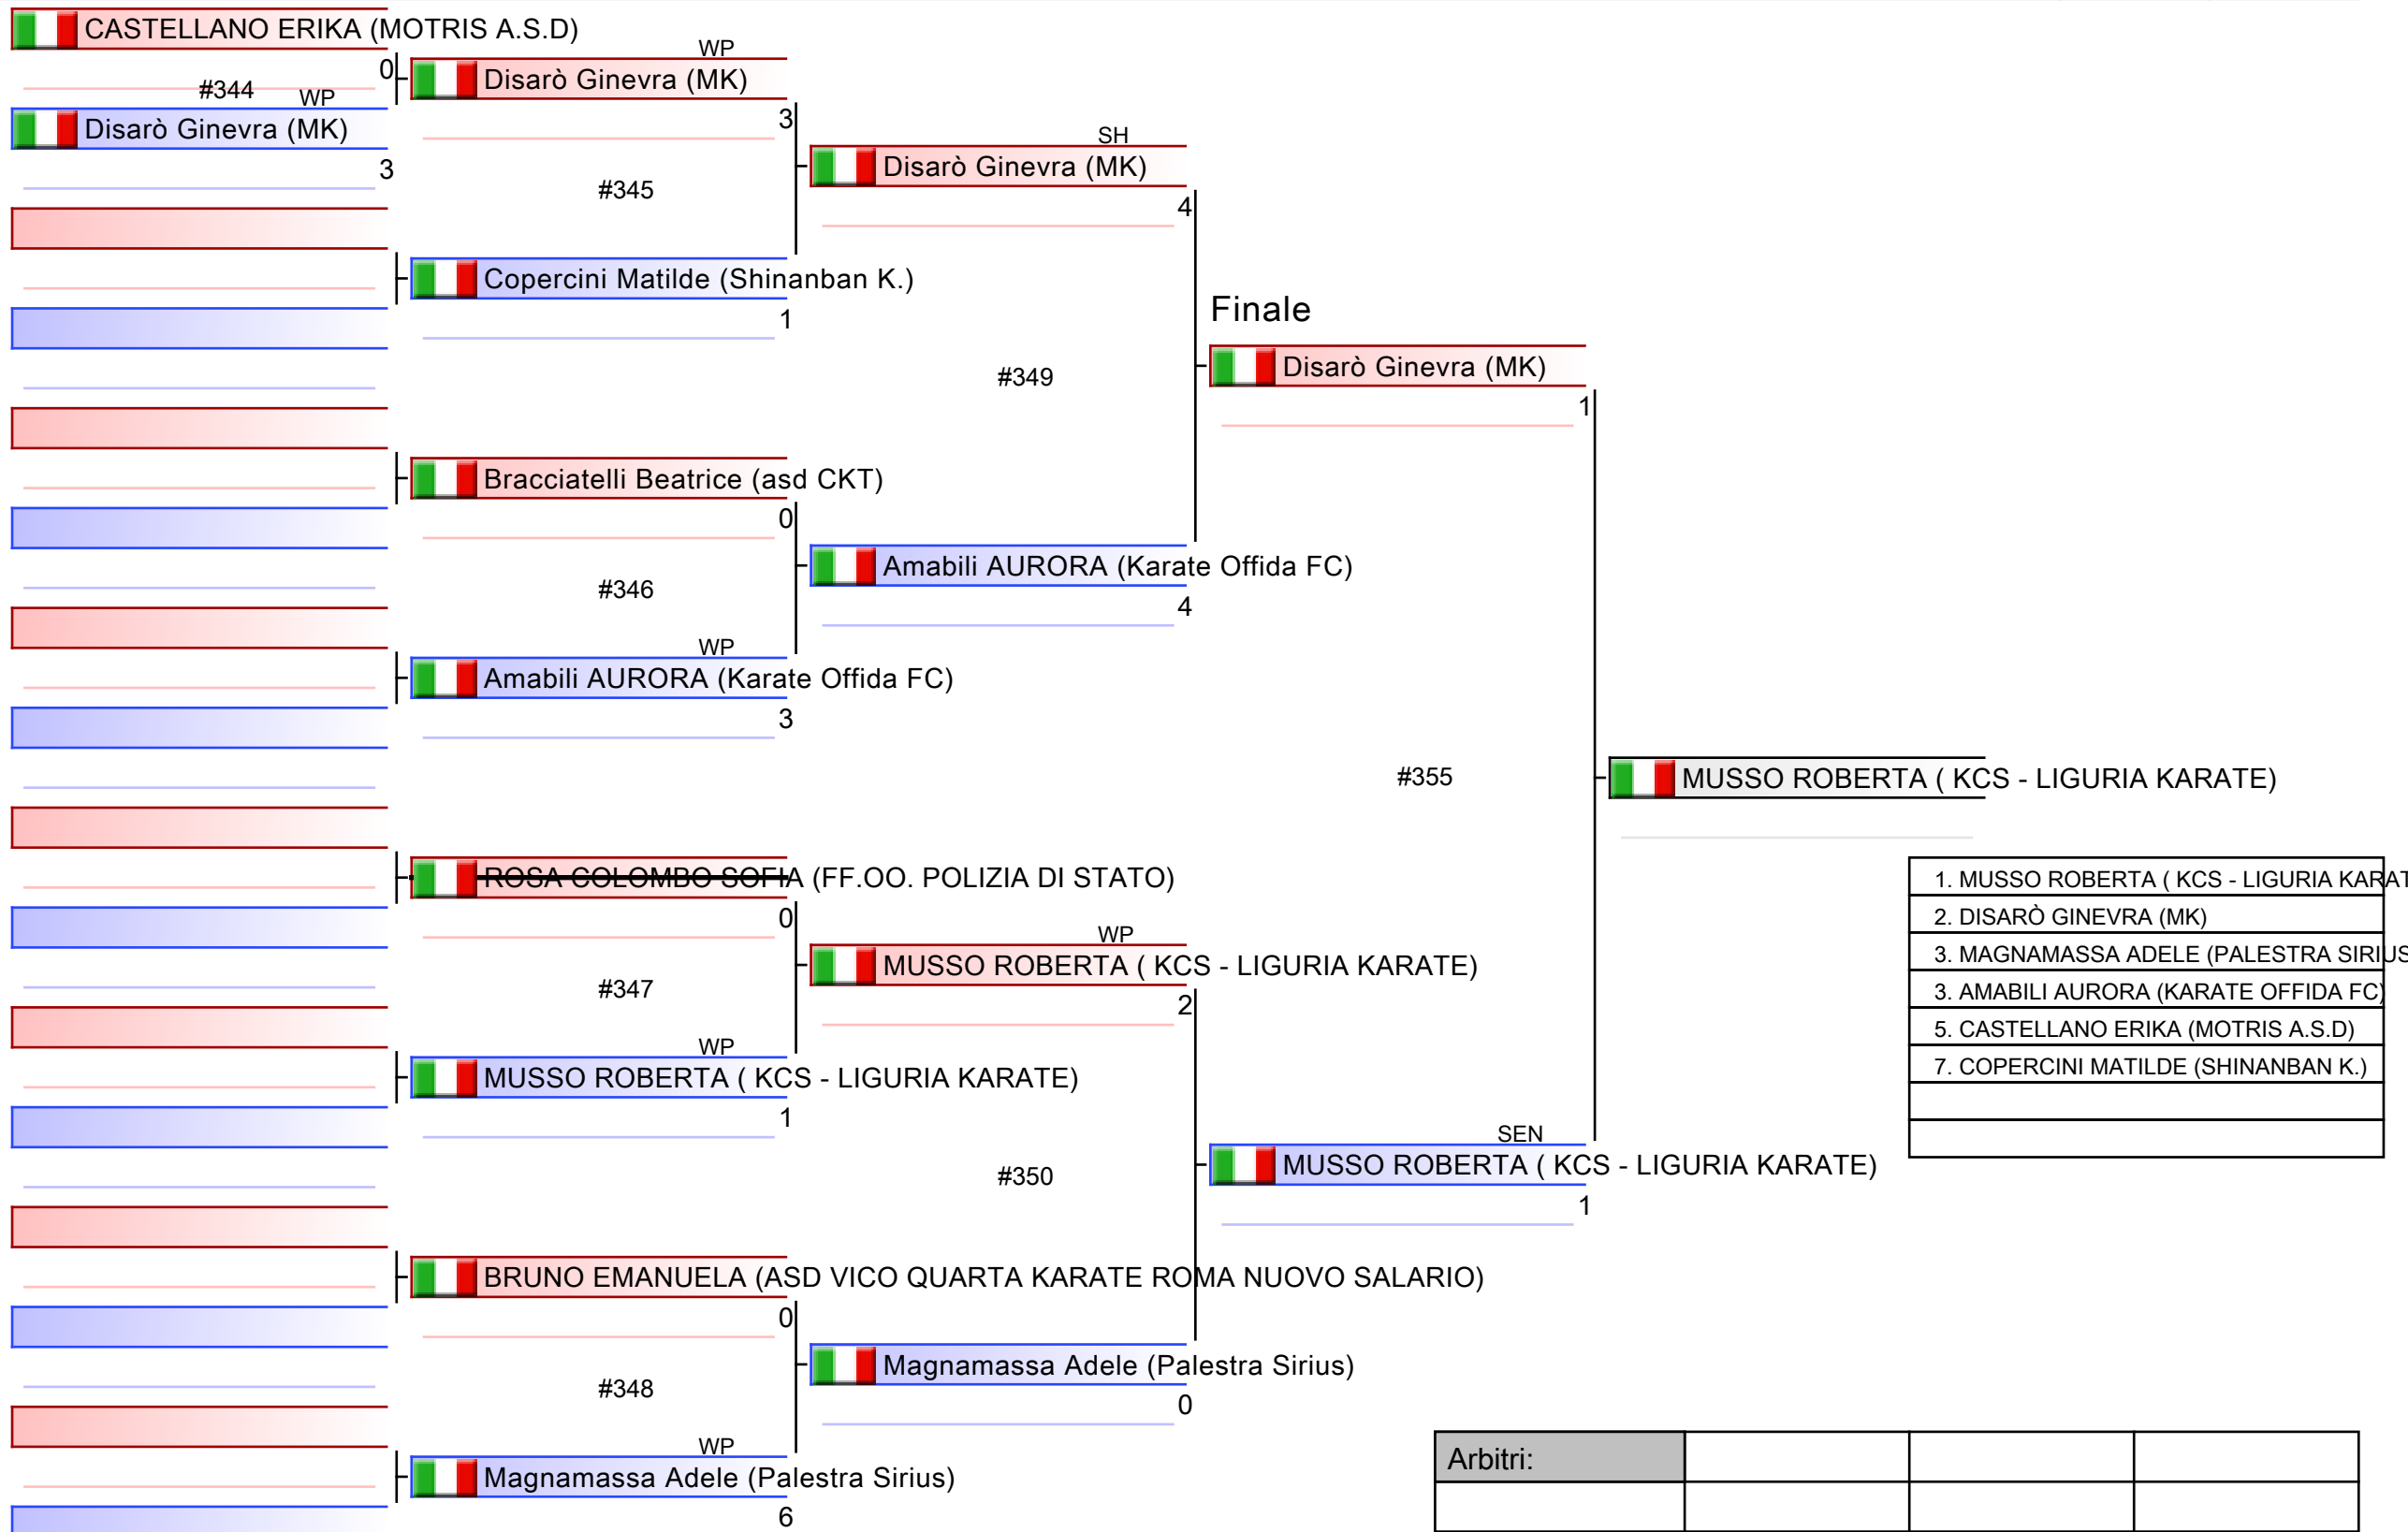 CASTELLANO ERIKA (MOTRIS A.S.D)
0
#344
WP
Disarò Ginevra (MK)
3
WP
Disarò Ginevra (MK)
3
#345
Copercini Matilde (Shinanban K.)
1
Bracciatelli Beatrice (asd CKT)
0
#346
WP
Amabili AURORA (Karate Offida FC)
3
ROSA COLOMBO SOFIA (FF.OO. POLIZIA DI STATO)
0
#347
WP
MUSSO ROBERTA ( KCS - LIGURIA KARATE)
1
BRUNO EMANUELA (ASD VICO QUARTA KARATE ROMA NUOVO SALARIO)
0
#348
WP
Magnamassa Adele (Palestra Sirius)
6
SH
Disarò Ginevra (MK)
4
#349
Amabili AURORA (Karate Offida FC)
4
WP
MUSSO ROBERTA ( KCS - LIGURIA KARATE)
2
#350
Magnamassa Adele (Palestra Sirius)
0
Finale
Disarò Ginevra (MK)
1
#355
SEN
MUSSO ROBERTA ( KCS - LIGURIA KARATE)
1
MUSSO ROBERTA ( KCS - LIGURIA KARATE)
1. MUSSO ROBERTA ( KCS - LIGURIA KARAT
2. DISARÒ GINEVRA (MK)
3. MAGNAMASSA ADELE (PALESTRA SIRIUS
3. AMABILI AURORA (KARATE OFFIDA FC)
5. CASTELLANO ERIKA (MOTRIS A.S.D)
7. COPERCINI MATILDE (SHINANBAN K.)
Arbitri: